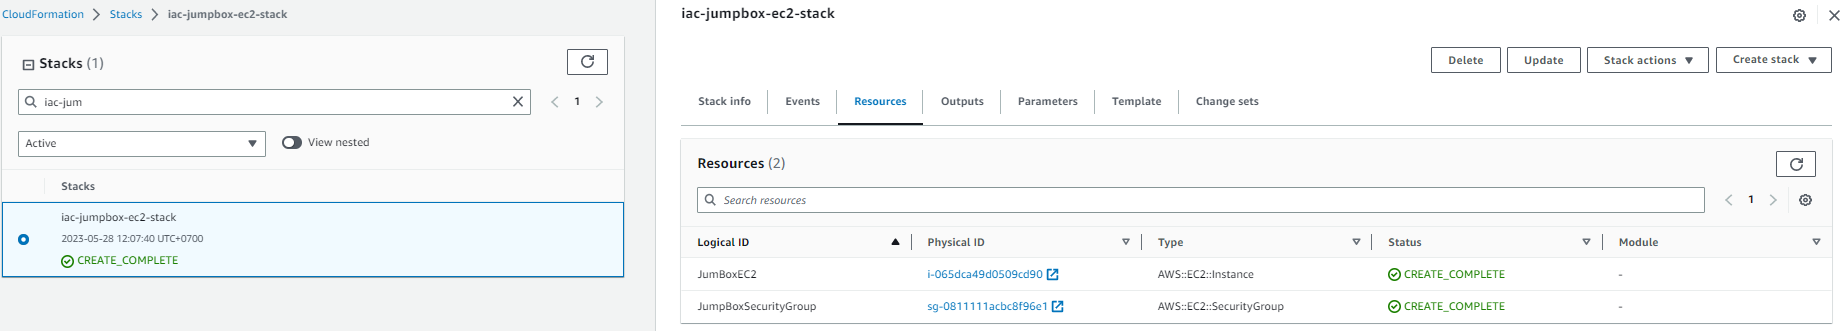 CloudFormation > Stacks > iac-jumpbox-ec2-stack
Stacks (1)
iac-jum
1
Active
View nested
Stacks
iac-jumpbox-ec2-stack
2023-05-28 12:07:40 UTC+0700
CREATE_COMPLETE
iac-jumpbox-ec2-stack
Delete Update Stack actions Create stack
Stack info Events Resources Outputs Parameters Template Change sets
Resources (2)
Search resources
1
Logical ID Physical ID Type Status Module
JumBoxEC2 i-065dca49d0509cd90 AWS::EC2::Instance CREATE_COMPLETE -
JumpBoxSecurityGroup sg-0811111acbc8f96e1 AWS::EC2::SecurityGroup CREATE_COMPLETE -